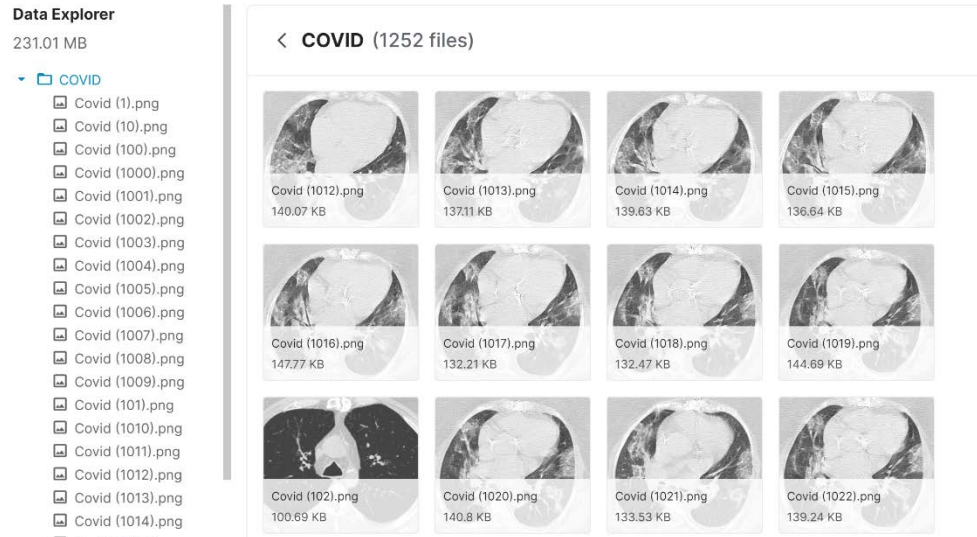 Data Explorer
231.01 MB
COVID
Covid (1).png
Covid (10).png
Covid (100).png
Covid (1000).png
Covid (1001).png
Covid (1002).png
Covid (1003).png
Covid (1004).png
Covid (1005).png
Covid (1006).png
Covid (1007).png
Covid (1008).png
Covid (1009).png
Covid (101).png
Covid (1010).png
Covid (1011).png
Covid (1012).png
Covid (1013).png
Covid (1014).png
< COVID (1252 files)
Covid (1012).png
140.07 KB
Covid (1013).png
137.11 KB
Covid (1014).png
139.63 KB
Covid (1015).png
136.64 KB
Covid (1016).png
147.77 KB
Covid (1017).png
132.21 KB
Covid (1018).png
132.47 KB
Covid (1019).png
144.69 KB
Covid (102).png
100.69 KB
Covid (1020).png
140.8 KB
Covid (1021).png
133.53 KB
Covid (1022).png
139.24 KB